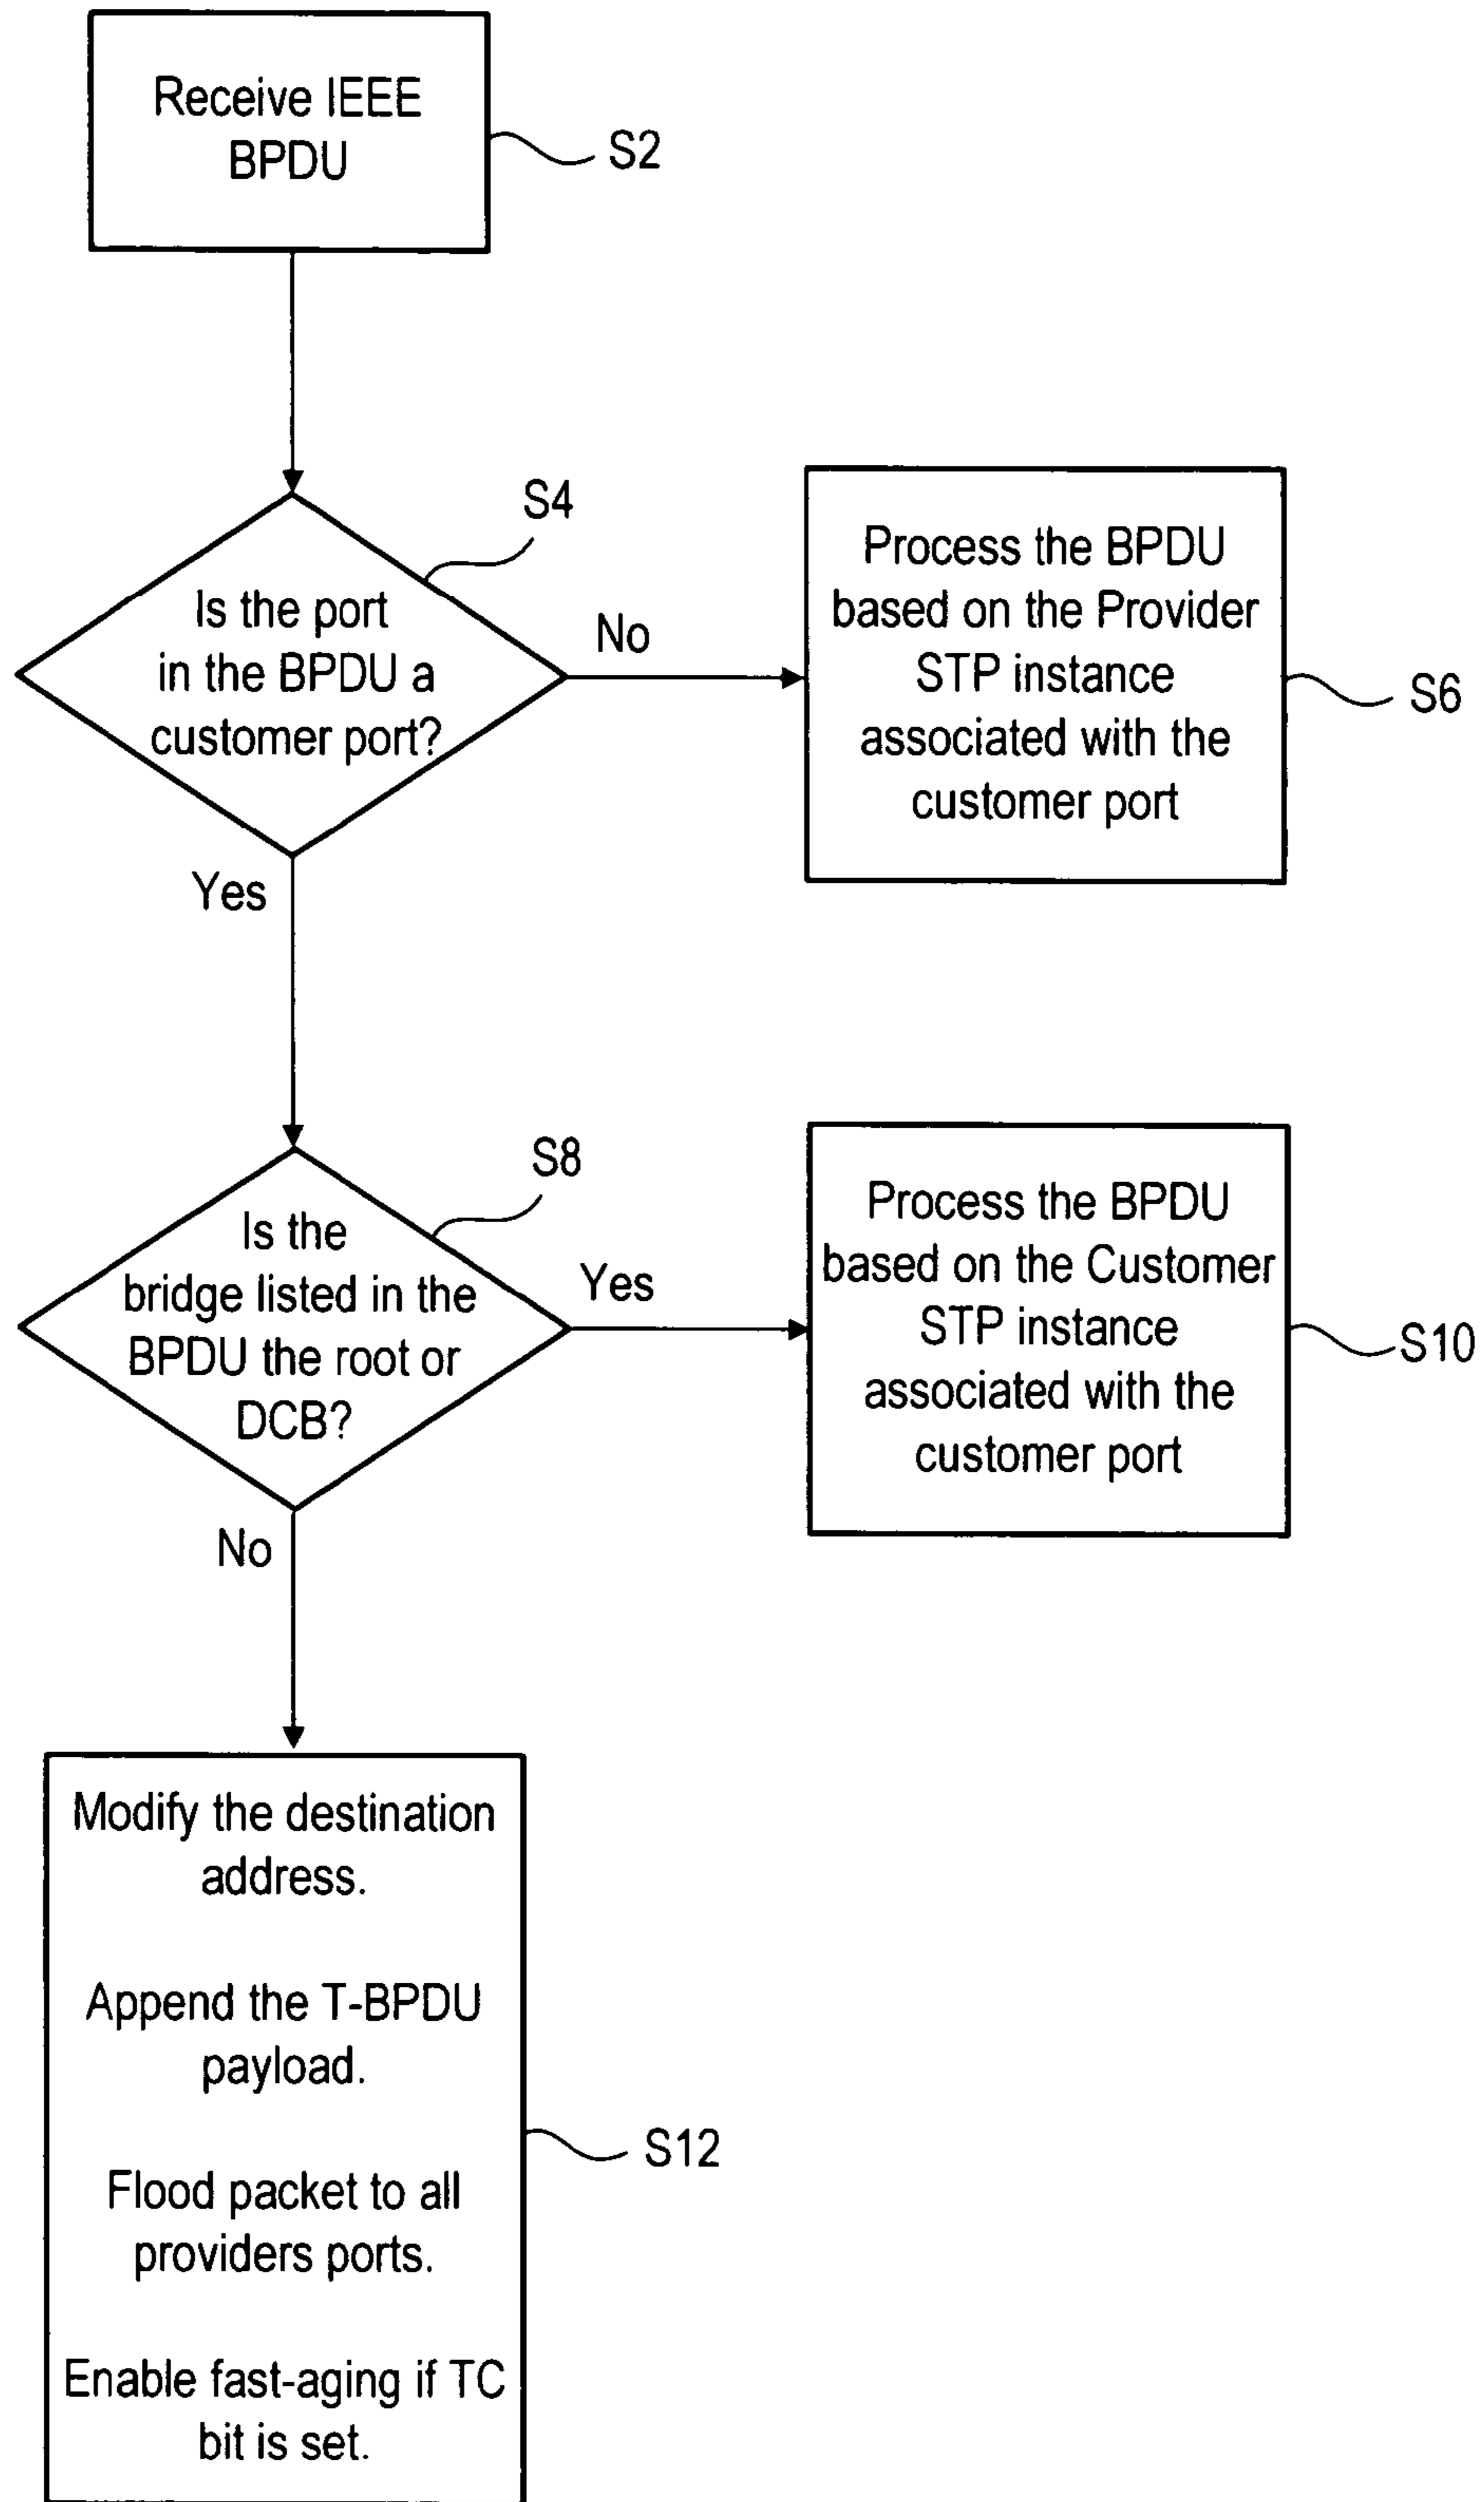 Receive IEEE
BPDU
S2
S4
Is the port
in the BPDU a
customer port?
No
Process the BPDU
based on the Provider
STP instance
associated with the
customer port
S6
Yes
S8
Is the
bridge listed in the
BPDU the root or
DCB?
Yes
Process the BPDU
based on the Customer
STP instance
associated with the
customer port
S10
No
Modify the destination
address.
Append the T-BPDU
payload.
Flood packet to all
providers ports.
Enable fast-aging if TC
bit is set.
S12